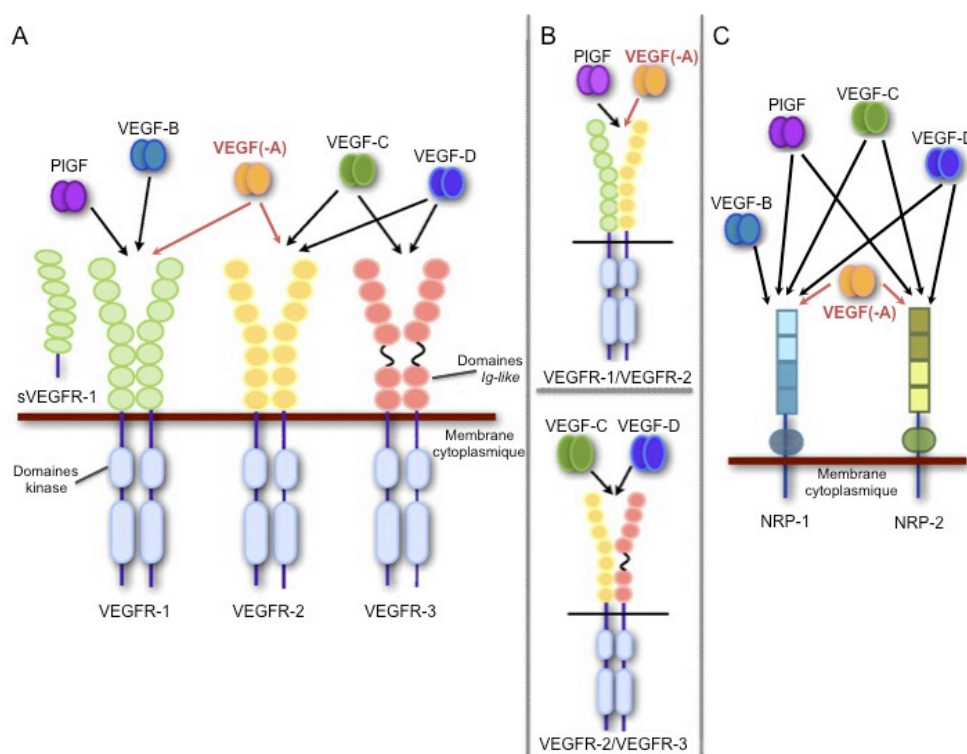 A
PlGF
VEGF-B
VEGF(-A)
VEGF-C
VEGF-D
sVEGFR-1
Domaines
Ig-like
Membrane
cytoplasmique
Domaines
kinase
VEGFR-1
VEGFR-2
VEGFR-3
B
PlGF
VEGF(-A)
VEGFR-1/VEGFR-2
VEGF-C
VEGF-D
VEGFR-2/VEGFR-3
C
PlGF
VEGF-C
VEGF-D
VEGF-B
VEGF(-A)
Membrane
cytoplasmique
NRP-1
NRP-2